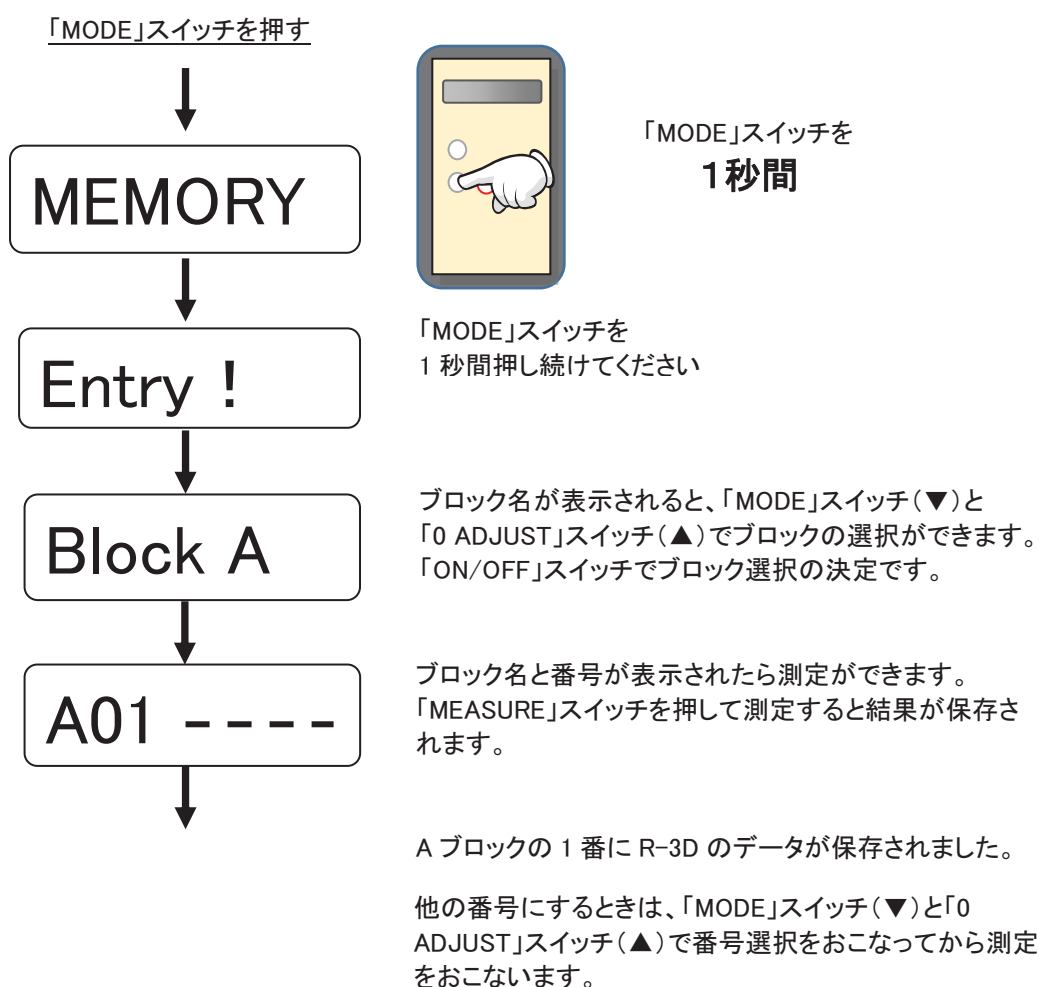 「MODE」スイッチを押す
「MODE」スイッチを
1秒間
MEMORY
「MODE」スイッチを
1 秒間押し続けてください
Entry !
ブロック名が表示されると、「MODE」スイッチ(▼)と
「0 ADJUST」スイッチ(▲)でブロックの選択ができます。
「ON/OFF」スイッチでブロック選択の決定です。
Block A
ブロック名と番号が表示されたら測定ができます。
「MEASURE」スイッチを押して測定すると結果が保存さ
れます。
A01 ----
A ブロックの 1 番に R-3D のデータが保存されました。
他の番号にするときは、「MODE」スイッチ(▼)と「0
ADJUST」スイッチ(▲)で番号選択をおこなってから測定
をおこないます。